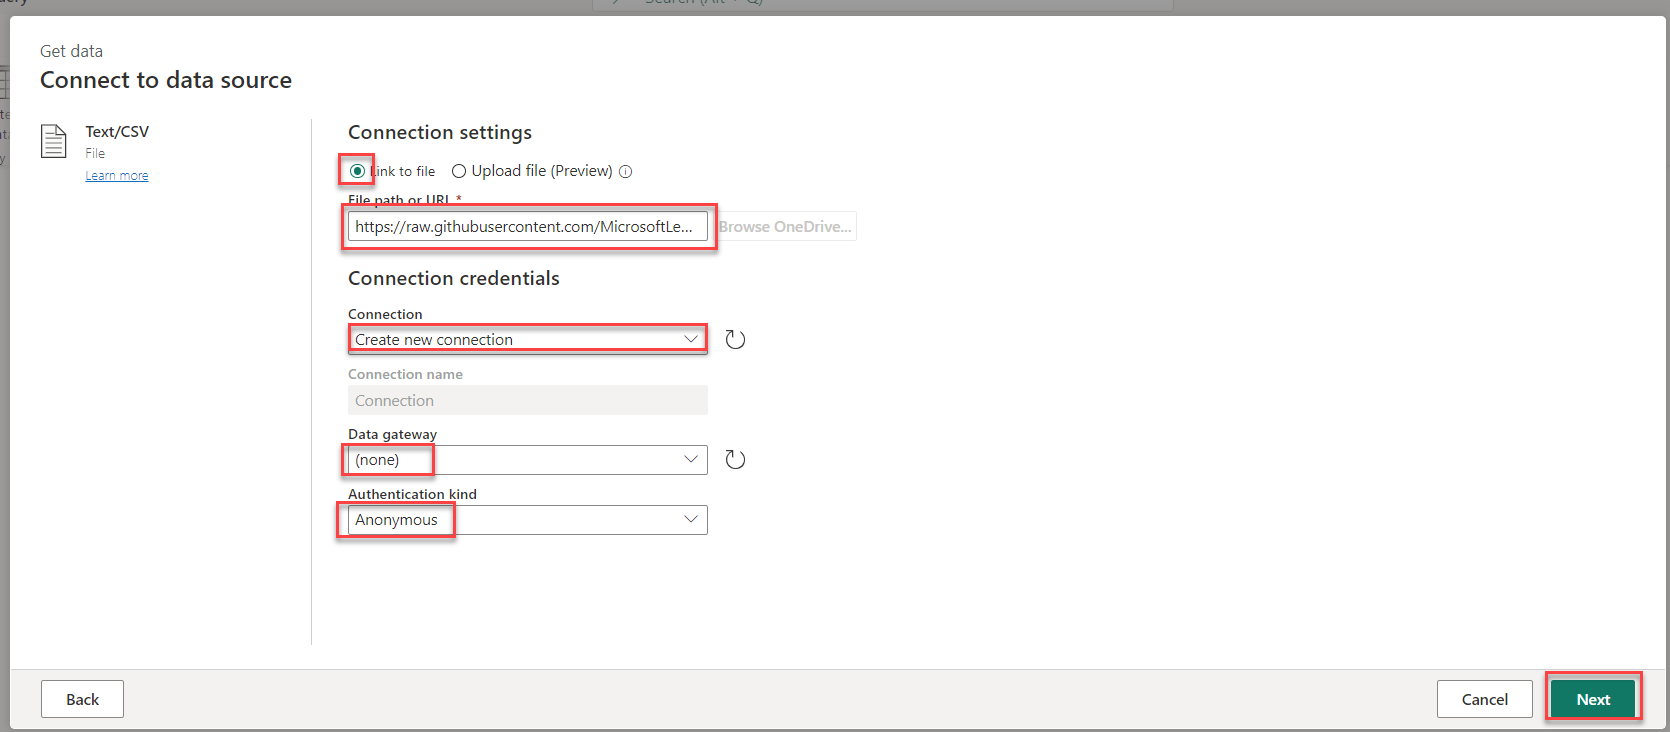 Get data
Connect to data source
Text/CSV
File
Learn more
Connection settings
Link to file
Upload file (Preview)
File path or URL *
https://raw.githubusercontent.com/MicrosoftLe...
Browse OneDrive...
Connection credentials
Connection
Create new connection
Connection name
Connection
Data gateway
(none)
Authentication kind
Anonymous
Back
Cancel
Next